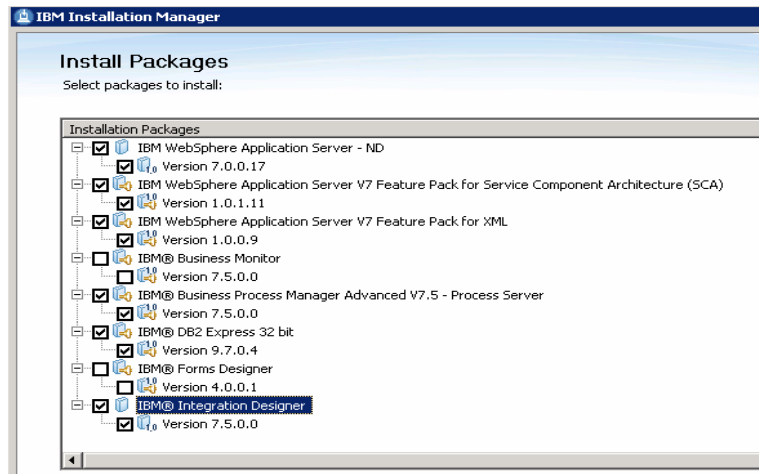 IBM Installation Manager
Install Packages
Select packages to install:
Installation Packages
IBM WebSphere Application Server - ND
Version 7.0.0.17
IBM WebSphere Application Server V7 Feature Pack for Service Component Architecture (SCA)
Version 1.0.1.11
IBM WebSphere Application Server V7 Feature Pack for XML
Version 1.0.0.9
IBM® Business Monitor
Version 7.5.0.0
IBM® Business Process Manager Advanced V7.5 - Process Server
Version 7.5.0.0
IBM® DB2 Express 32 bit
Version 9.7.0.4
IBM® Forms Designer
Version 4.0.0.1
IBM® Integration Designer
Version 7.5.0.0